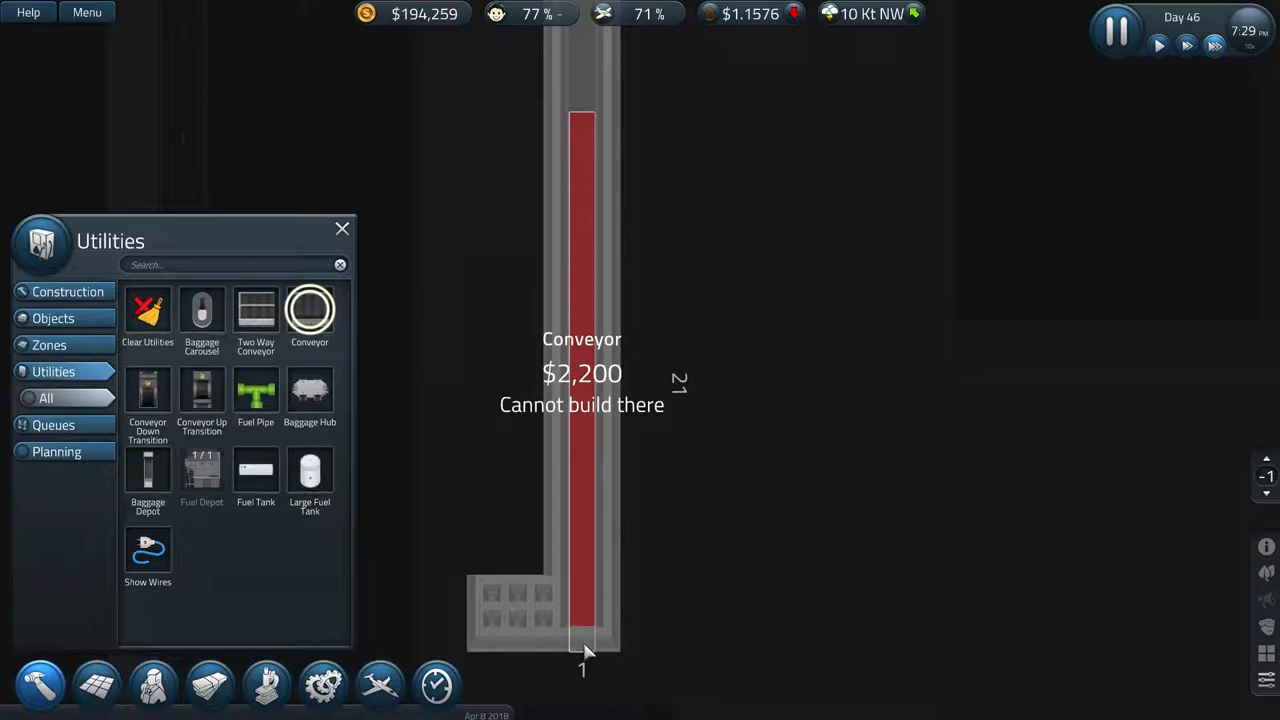 Help
Menu
$194,259
77 % -
71 %
$1.1576
10 Kt NW
Day 46
7:29 PM
10x
Utilities
Search...
Construction
Objects
Zones
Utilities
All
Queues
Planning
Clear Utilities
Baggage
Carousel
Two Way
Conveyor
Conveyor
Conveyor
Down
Transition
Conveyor Up
Transition
Fuel Pipe
Baggage Hub
Baggage
Depot
1 / 1
Fuel Depot
Fuel Tank
Large Fuel
Tank
Show Wires
Conveyor
$2,200
Cannot build there
21
1
-1
Apr 8 2018